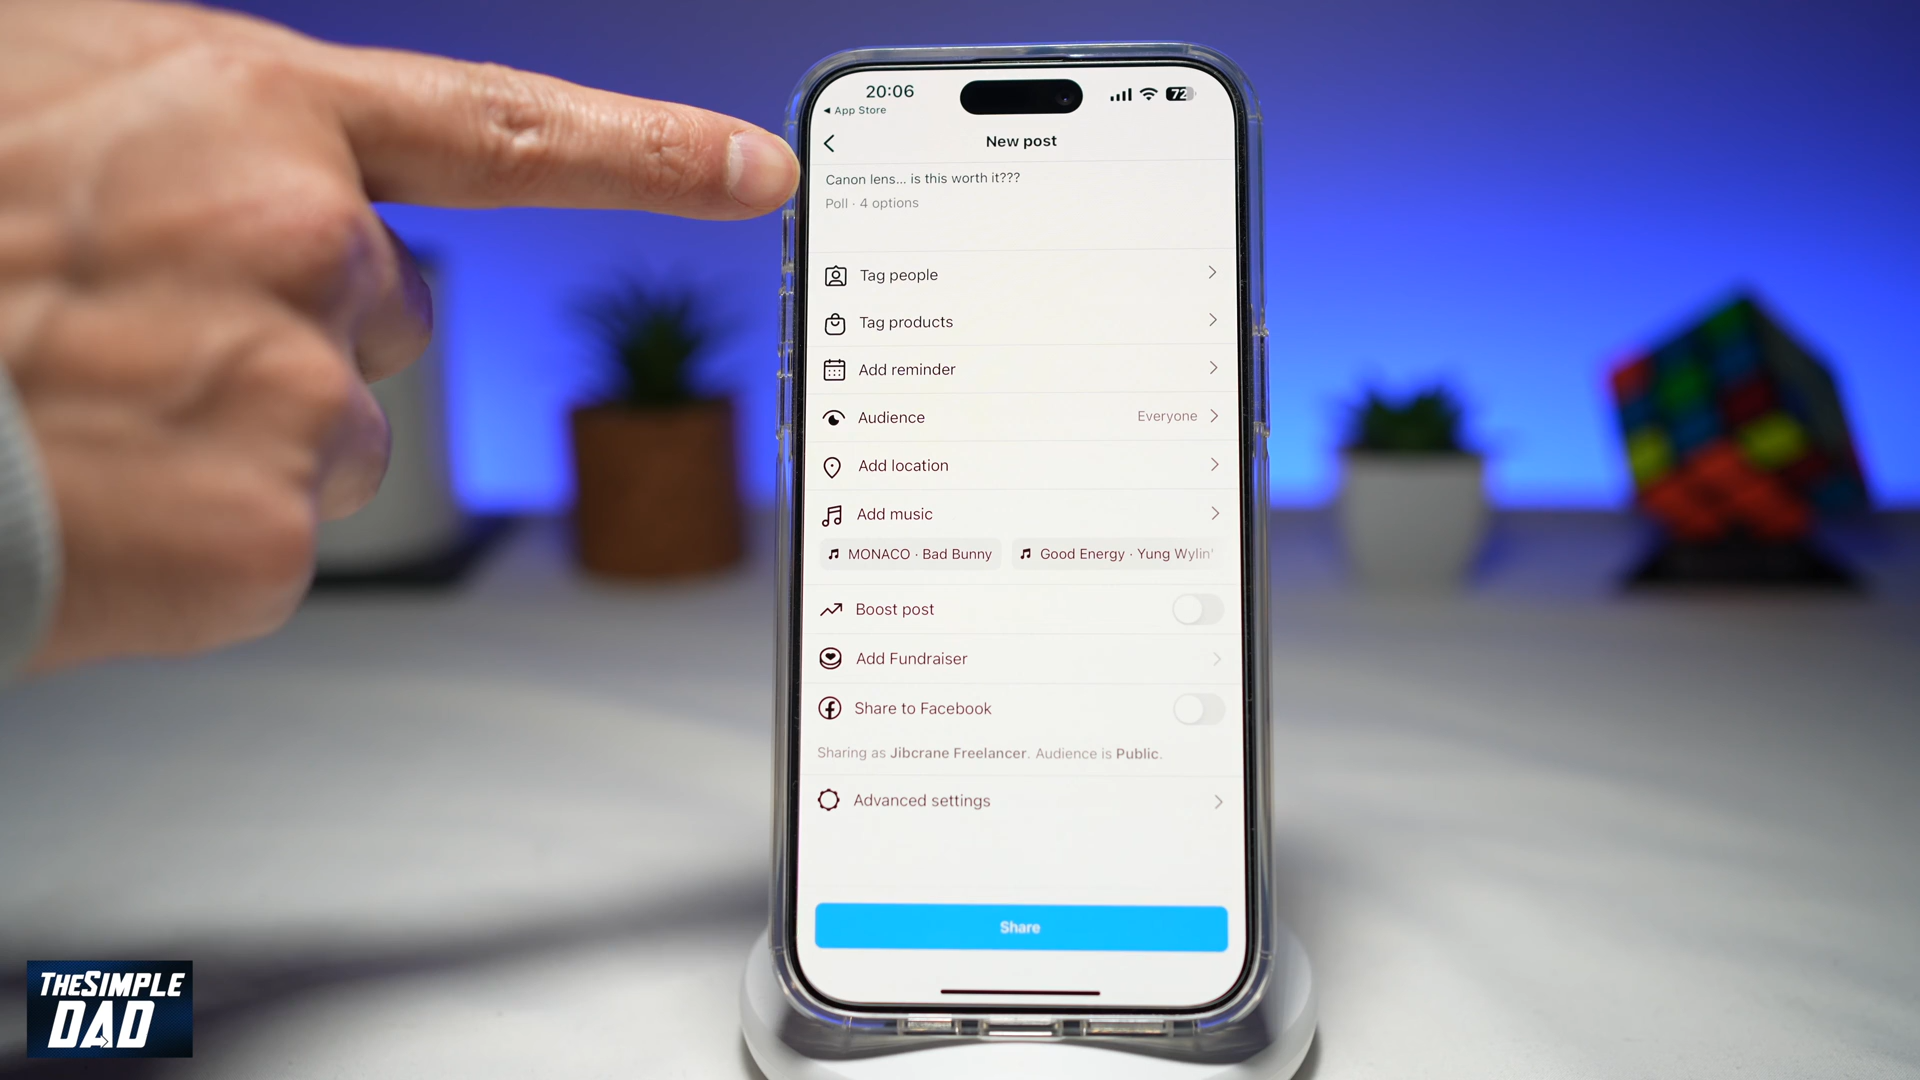 20:06
72
◂ App Store
New post
Canon lens... is this worth it???
Poll · 4 options
Tag people
Tag products
Add reminder
Audience
Everyone
Add location
Add music
MONACO · Bad Bunny
Good Energy · Yung Wylin'
Boost post
Add Fundraiser
Share to Facebook
Sharing as Jibcrane Freelancer. Audience is Public.
Advanced settings
Share
THESIMPLE
DAD